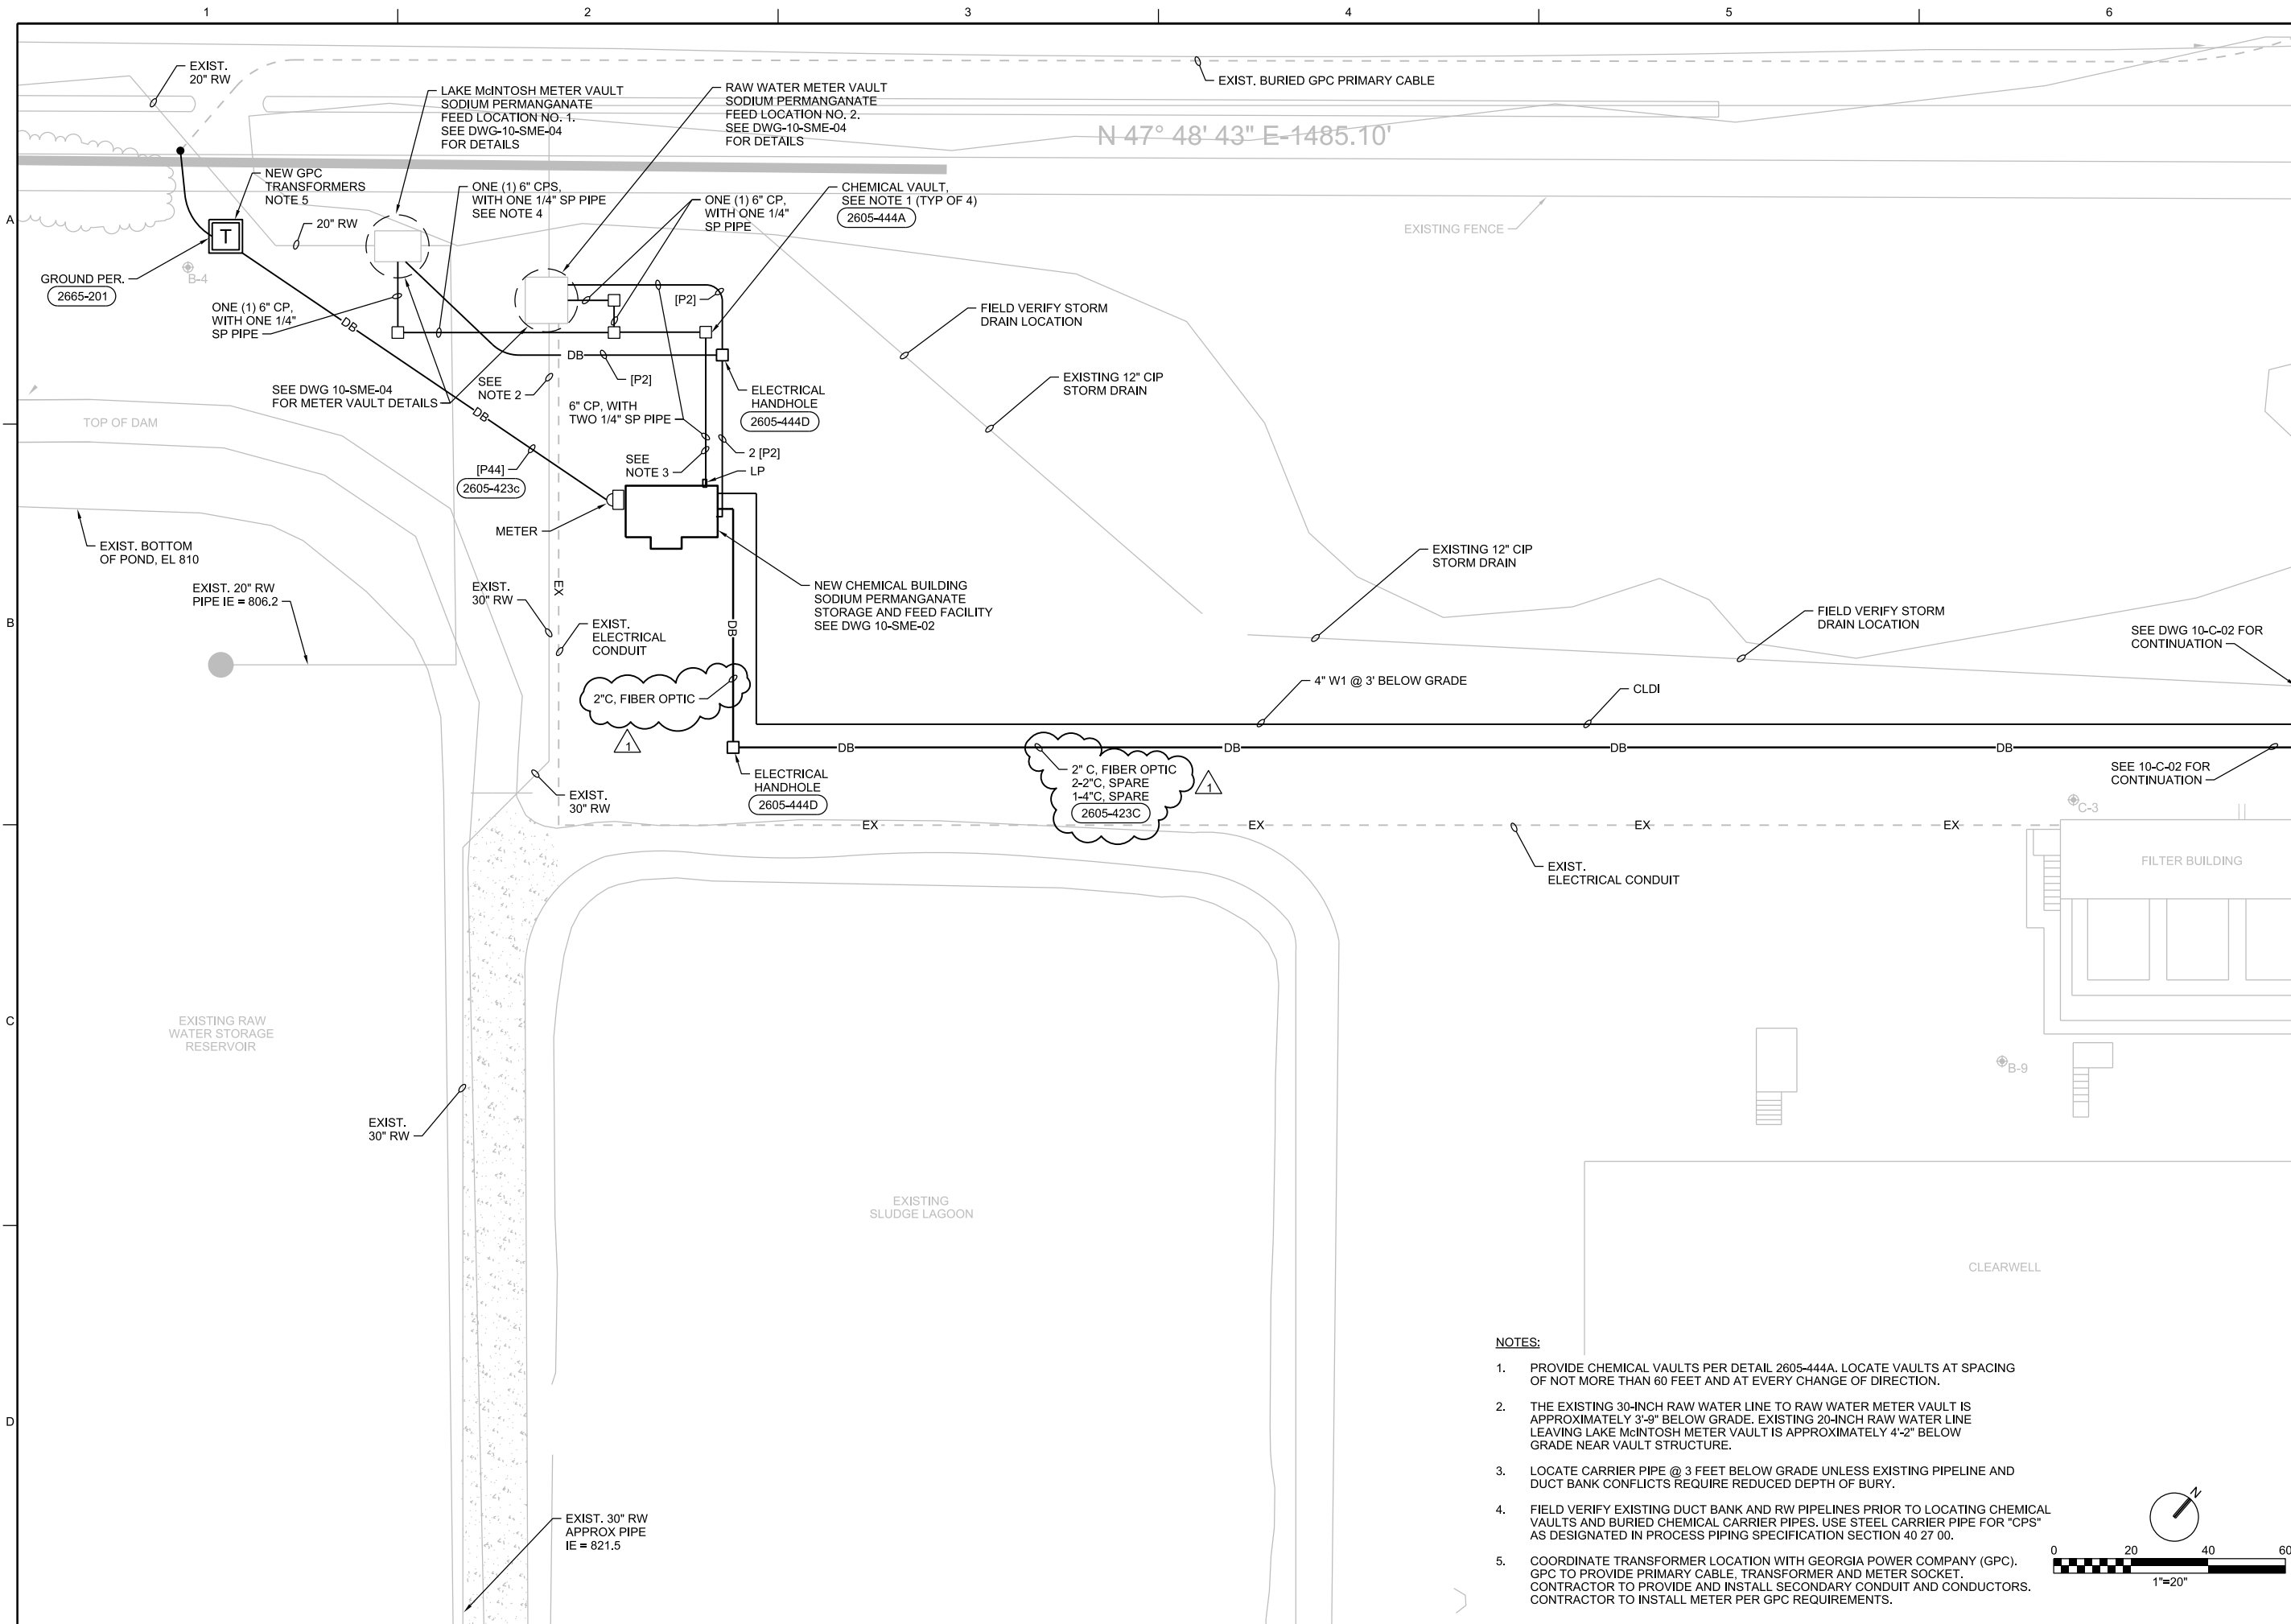 1
2
3
4
5
6
A
B
C
D
EXIST.
20" RW
LAKE McINTOSH METER VAULT
SODIUM PERMANGANATE
FEED LOCATION NO. 1.
SEE DWG-10-SME-04
FOR DETAILS
RAW WATER METER VAULT
SODIUM PERMANGANATE
FEED LOCATION NO. 2.
SEE DWG-10-SME-04
FOR DETAILS
EXIST. BURIED GPC PRIMARY CABLE
N 47° 48' 43" E-1485.10'
NEW GPC
TRANSFORMERS
NOTE 5
ONE (1) 6" CPS,
WITH ONE 1/4" SP PIPE
SEE NOTE 4
ONE (1) 6" CP,
WITH ONE 1/4"
SP PIPE
CHEMICAL VAULT,
SEE NOTE 1 (TYP OF 4)
2605-444A
EXISTING FENCE
T
20" RW
GROUND PER.
2665-201
B-4
ONE (1) 6" CP,
WITH ONE 1/4"
SP PIPE
DB
[P2]
FIELD VERIFY STORM
DRAIN LOCATION
DB
[P2]
SEE DWG 10-SME-04
FOR METER VAULT DETAILS
SEE
NOTE 2
EXISTING 12" CIP
STORM DRAIN
ELECTRICAL
HANDHOLE
2605-444D
6" CP, WITH
TWO 1/4" SP PIPE
DB
TOP OF DAM
2 [P2]
SEE
NOTE 3
LP
[P44]
2605-423c
METER
EXIST. BOTTOM
OF POND, EL 810
EXISTING 12" CIP
STORM DRAIN
EXIST. 20" RW
PIPE IE = 806.2
EXIST.
30" RW
EX
NEW CHEMICAL BUILDING
SODIUM PERMANGANATE
STORAGE AND FEED FACILITY
SEE DWG 10-SME-02
FIELD VERIFY STORM
DRAIN LOCATION
EXIST.
ELECTRICAL
CONDUIT
DB
SEE DWG 10-C-02 FOR
CONTINUATION
2"C, FIBER OPTIC
1
4" W1 @ 3' BELOW GRADE
CLDI
DB
DB
DB
DB
ELECTRICAL
HANDHOLE
2605-444D
2" C, FIBER OPTIC
2-2"C, SPARE
1-4"C, SPARE
2605-423C
1
SEE 10-C-02 FOR
CONTINUATION
EXIST.
30" RW
C-3
EX
EX
EX
EX
EXIST.
ELECTRICAL CONDUIT
FILTER BUILDING
EXISTING RAW
WATER STORAGE
RESERVOIR
B-9
EXIST.
30" RW
EXISTING
SLUDGE LAGOON
CLEARWELL
EXIST. 30" RW
APPROX PIPE
IE = 821.5
NOTES:
1. PROVIDE CHEMICAL VAULTS PER DETAIL 2605-444A. LOCATE VAULTS AT SPACING
OF NOT MORE THAN 60 FEET AND AT EVERY CHANGE OF DIRECTION.
2. THE EXISTING 30-INCH RAW WATER LINE TO RAW WATER METER VAULT IS
APPROXIMATELY 3'-9" BELOW GRADE. EXISTING 20-INCH RAW WATER LINE
LEAVING LAKE McINTOSH METER VAULT IS APPROXIMATELY 4'-2" BELOW
GRADE NEAR VAULT STRUCTURE.
3. LOCATE CARRIER PIPE @ 3 FEET BELOW GRADE UNLESS EXISTING PIPELINE AND
DUCT BANK CONFLICTS REQUIRE REDUCED DEPTH OF BURY.
4. FIELD VERIFY EXISTING DUCT BANK AND RW PIPELINES PRIOR TO LOCATING CHEMICAL
VAULTS AND BURIED CHEMICAL CARRIER PIPES. USE STEEL CARRIER PIPE FOR "CPS"
AS DESIGNATED IN PROCESS PIPING SPECIFICATION SECTION 40 27 00.
5. COORDINATE TRANSFORMER LOCATION WITH GEORGIA POWER COMPANY (GPC).
GPC TO PROVIDE PRIMARY CABLE, TRANSFORMER AND METER SOCKET.
CONTRACTOR TO PROVIDE AND INSTALL SECONDARY CONDUIT AND CONDUCTORS.
CONTRACTOR TO INSTALL METER PER GPC REQUIREMENTS.
N
0 20 40 60
1"=20"